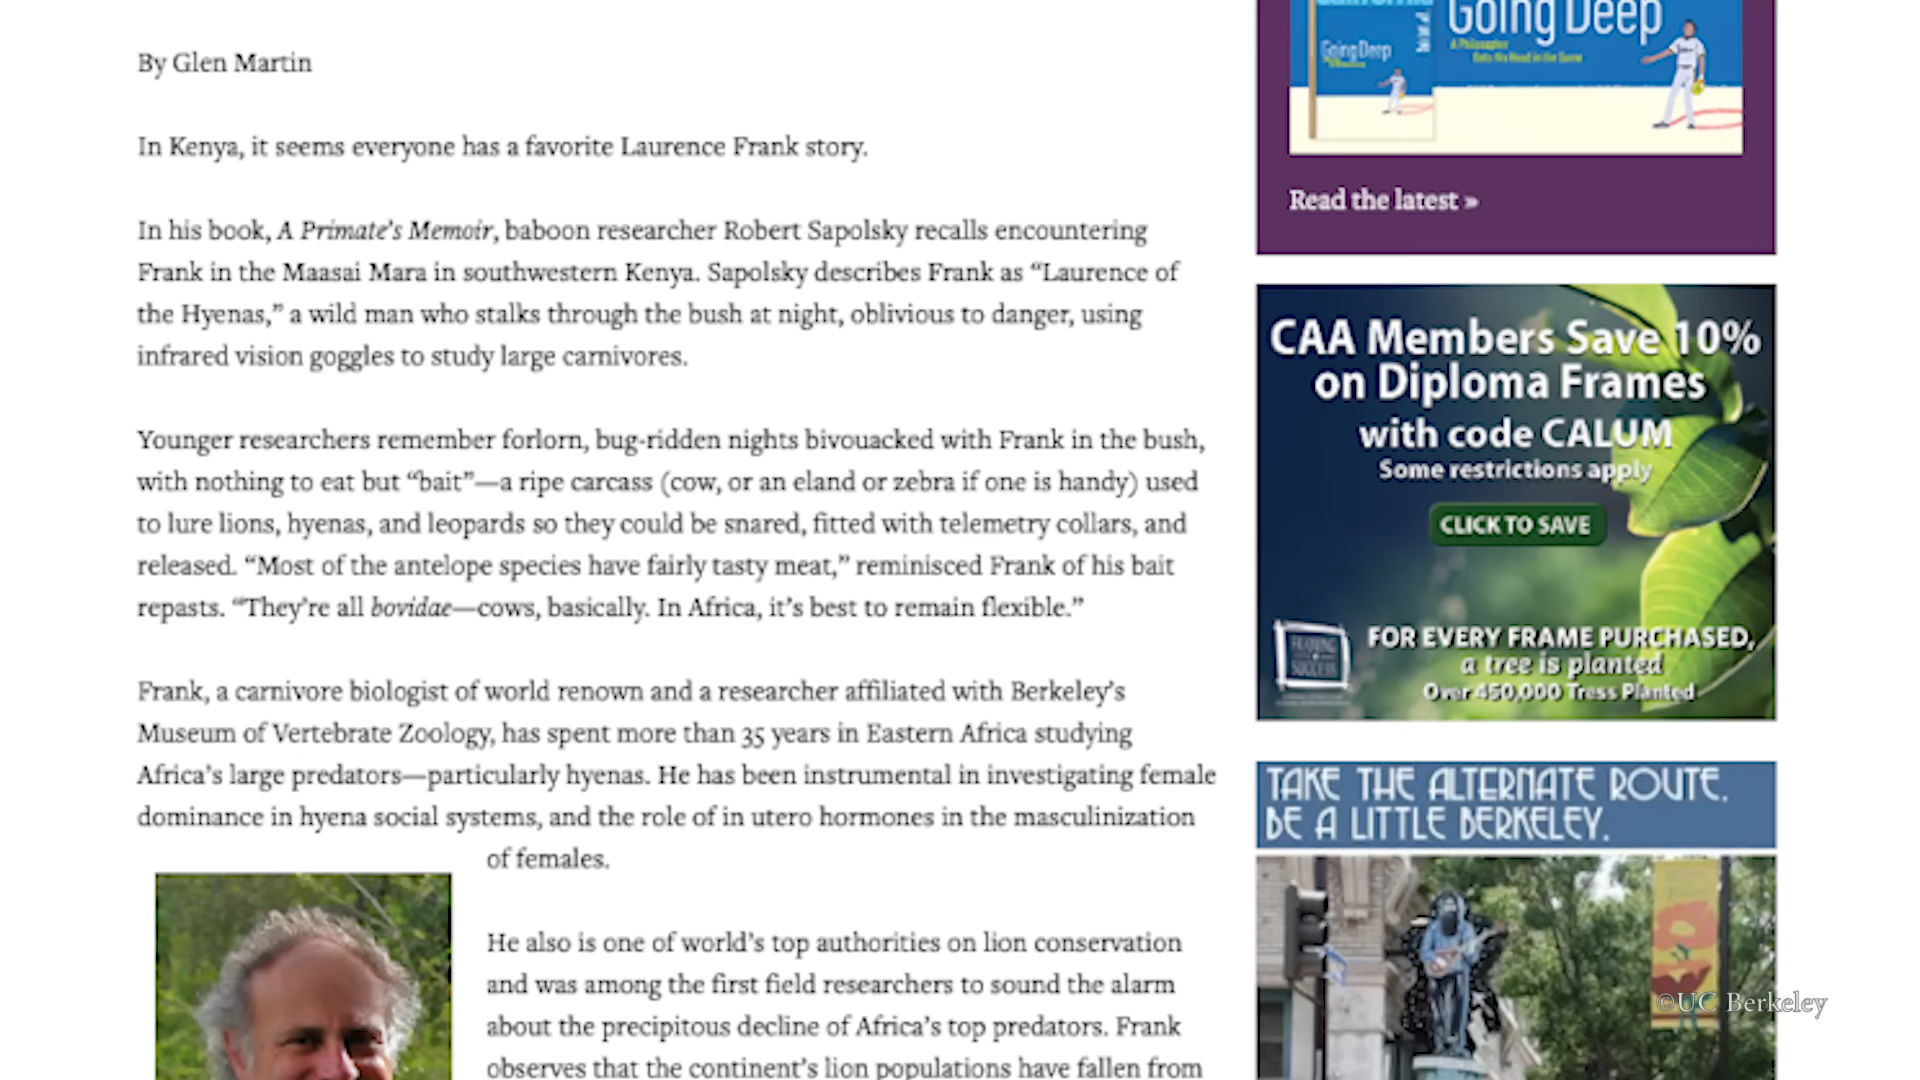 By Glen Martin
In Kenya, it seems everyone has a favorite Laurence Frank story.
In his book, A Primate's Memoir, baboon researcher Robert Sapolsky recalls encountering
Frank in the Maasai Mara in southwestern Kenya. Sapolsky describes Frank as “Laurence of
the Hyenas,” a wild man who stalks through the bush at night, oblivious to danger, using
infrared vision goggles to study large carnivores.
Younger researchers remember forlorn, bug-ridden nights bivouacked with Frank in the bush,
with nothing to eat but “bait”—a ripe carcass (cow, or an eland or zebra if one is handy) used
to lure lions, hyenas, and leopards so they could be snared, fitted with telemetry collars, and
released. “Most of the antelope species have fairly tasty meat,” reminisced Frank of his bait
repasts. “They’re all bovidae—cows, basically. In Africa, it’s best to remain flexible.”
Frank, a carnivore biologist of world renown and a researcher affiliated with Berkeley’s
Museum of Vertebrate Zoology, has spent more than 35 years in Eastern Africa studying
Africa’s large predators—particularly hyenas. He has been instrumental in investigating female
dominance in hyena social systems, and the role of in utero hormones in the masculinization
of females.
He also is one of world’s top authorities on lion conservation
and was among the first field researchers to sound the alarm
about the precipitous decline of Africa’s top predators. Frank
observes that the continent’s lion populations have fallen from
California
Going Deep
Going Deep
A Philosopher
Gets His Head in the Game
Read the latest »
CAA Members Save 10%
on Diploma Frames
with code CALUM
Some restrictions apply
CLICK TO SAVE
FRAMING
SUCCESS
FOR EVERY FRAME PURCHASED,
a tree is planted
Over 450,000 Tress Planted
TAKE THE ALTERNATE ROUTE.
BE A LITTLE BERKELEY.
©UC Berkeley